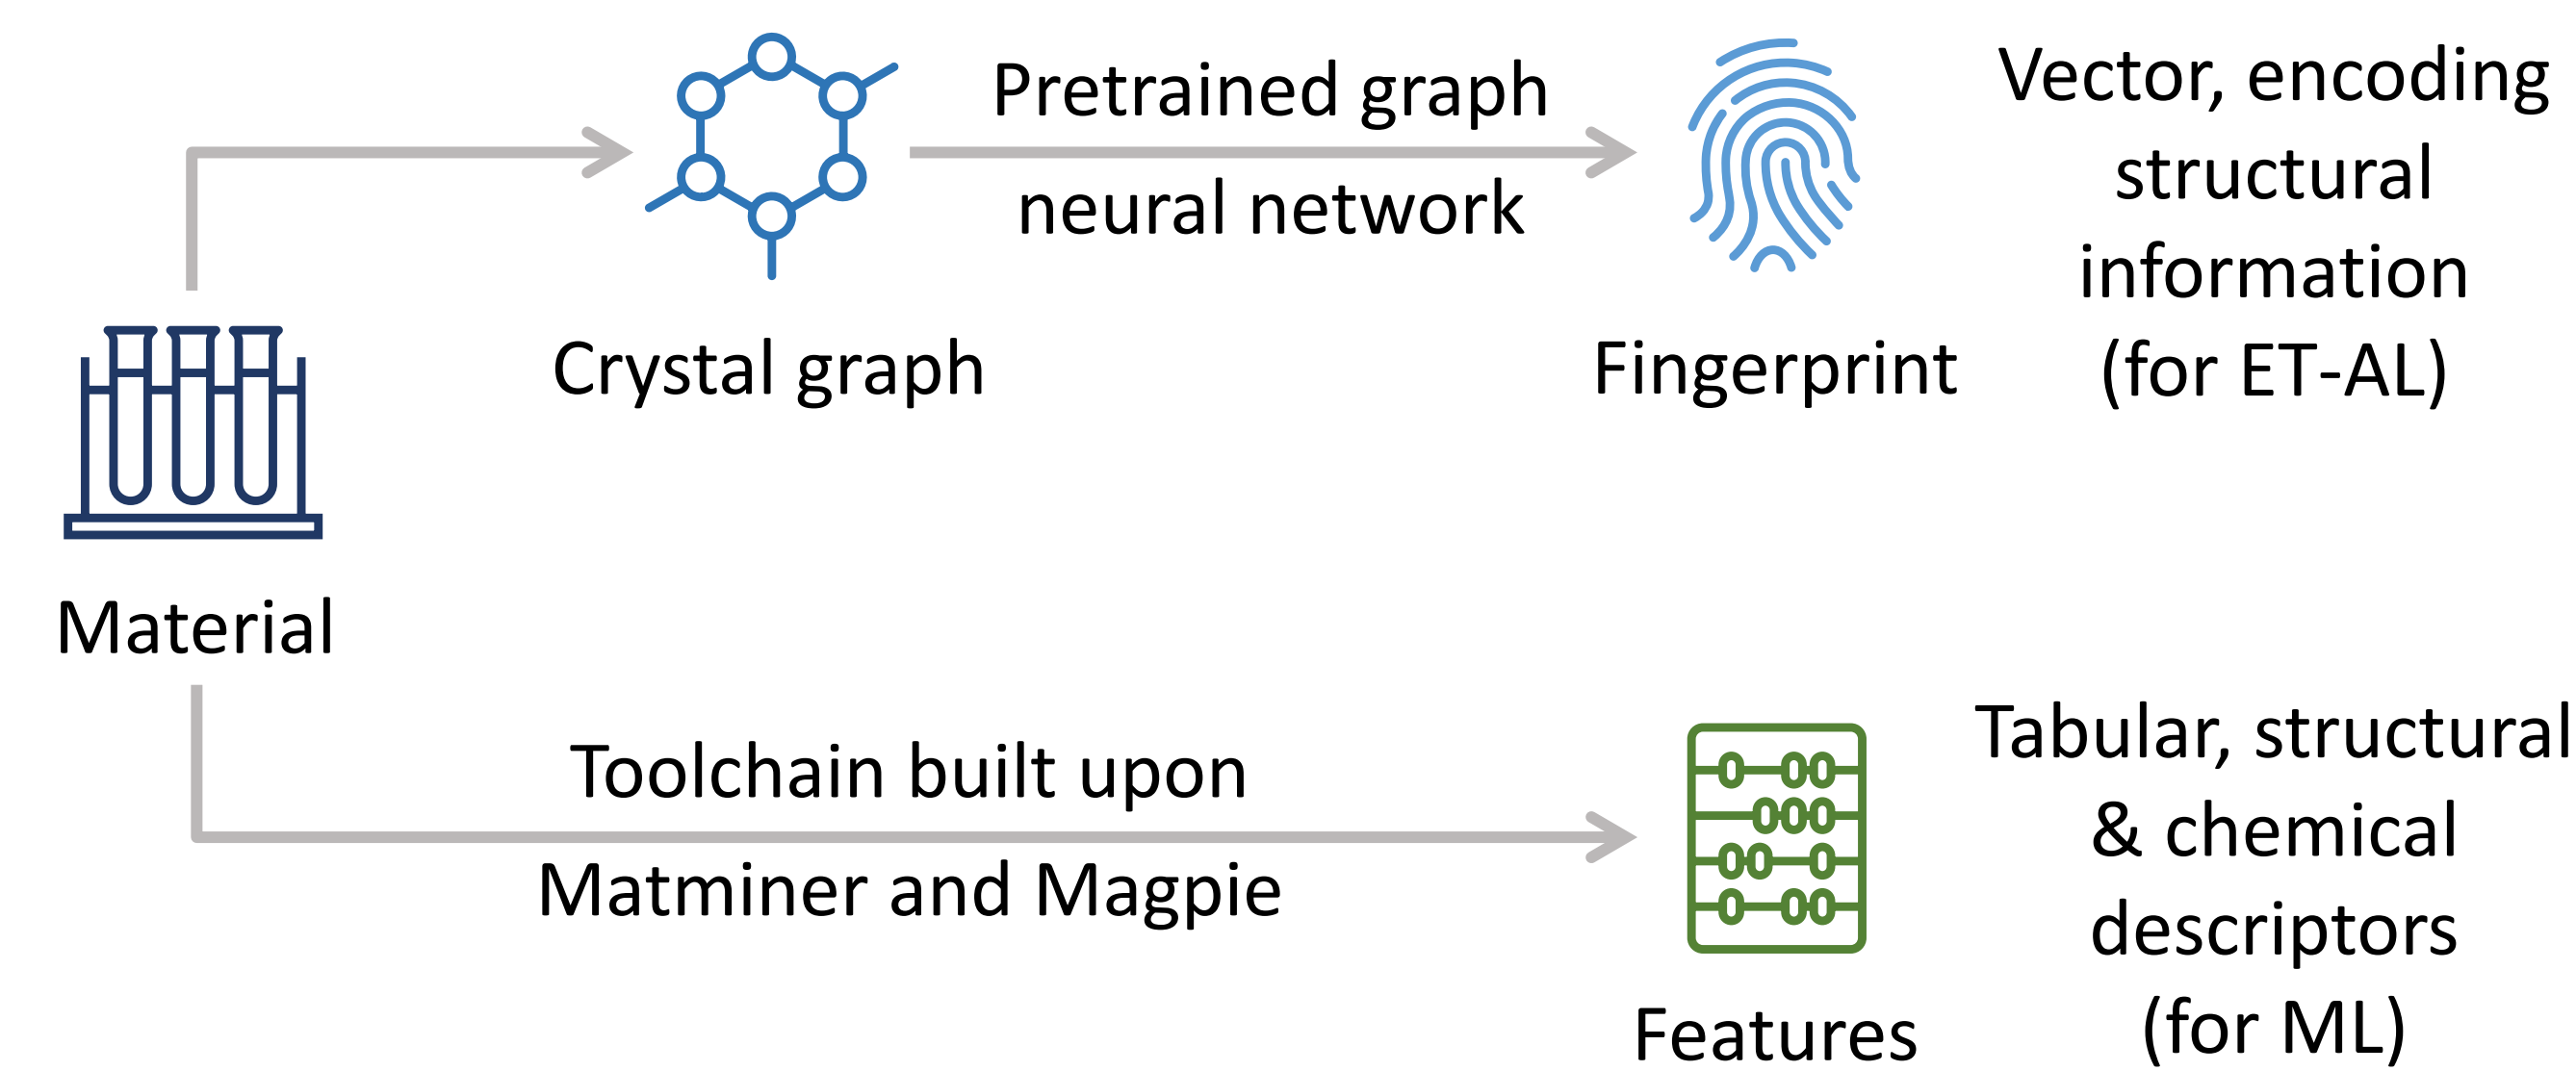 Pretrained graph
neural network
Vector, encoding
structural
information
(for ET-AL)
Crystal graph
Fingerprint
Material
Toolchain built upon
Matminer and Magpie
Tabular, structural
& chemical
descriptors
(for ML)
Features